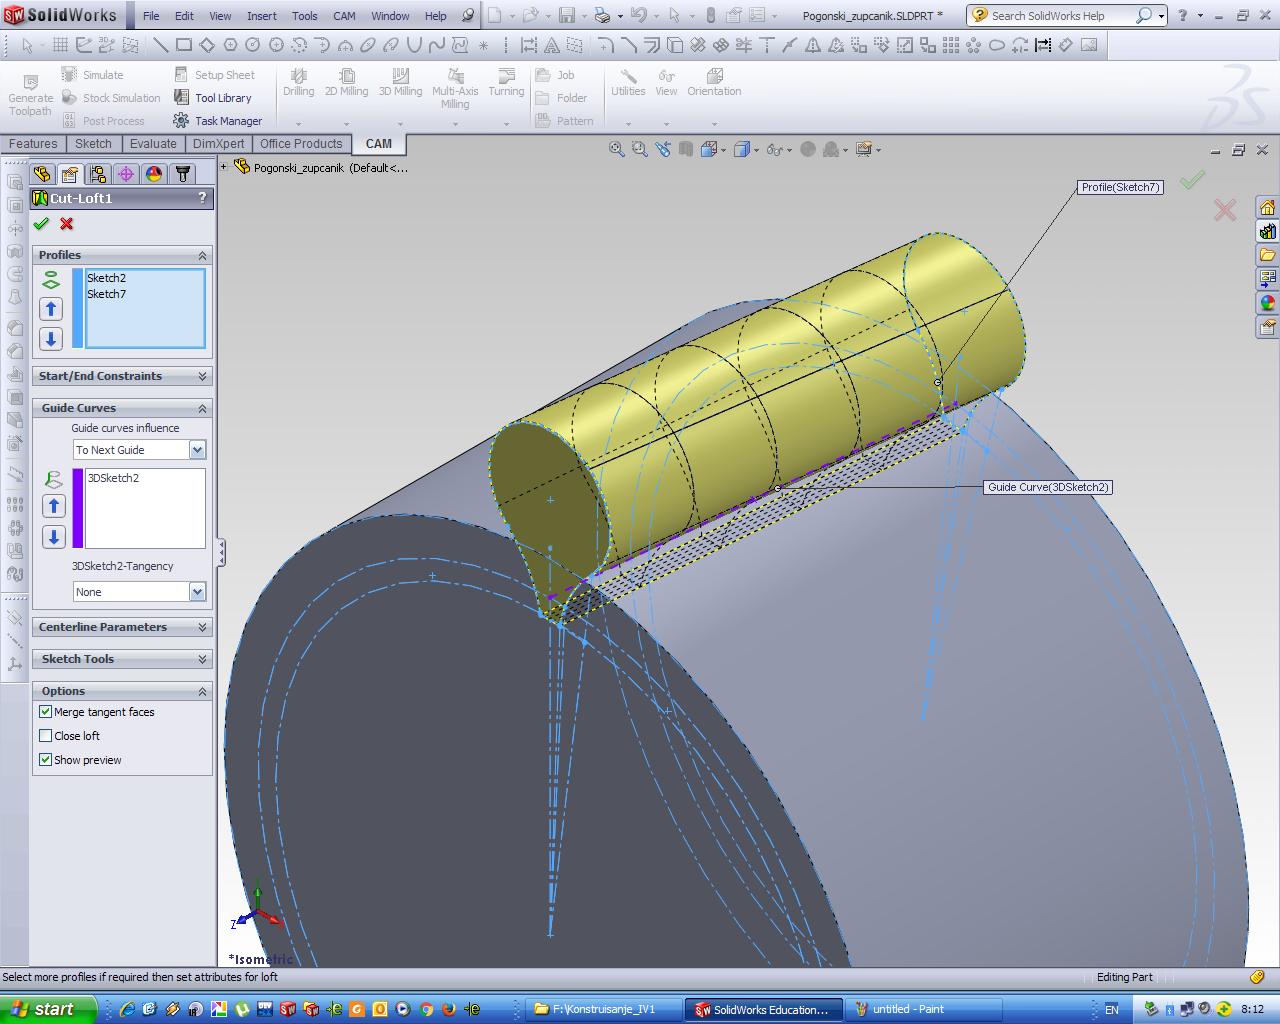 SolidWorks File Edit View Insert Tools CAM Window Help Pogonski_zupcanik.SLDPRT * Search SolidWorks Help
Generate Toolpath
Simulate
Stock Simulation
Post Process
Setup Sheet
Tool Library
Task Manager
Drilling 2D Milling 3D Milling Multi-Axis Milling Turning
Job
Folder
Pattern
Utilities View Orientation
Features Sketch Evaluate DimXpert Office Products CAM
Pogonski_zupcanik (Default<...
Cut-Loft1 ?
Profiles
Sketch2
Sketch7
Start/End Constraints
Guide Curves
Guide curves influence
To Next Guide
3DSketch2
3DSketch2-Tangency
None
Centerline Parameters
Sketch Tools
Options
Merge tangent faces
Close loft
Show preview
Profile(Sketch7)
Guide Curve(3DSketch2)
Z
*Isometric
Select more profiles if required then set attributes for loft Editing Part
start F:\Konstruisanje_IV1 SolidWorks Education... untitled - Paint EN 8:12